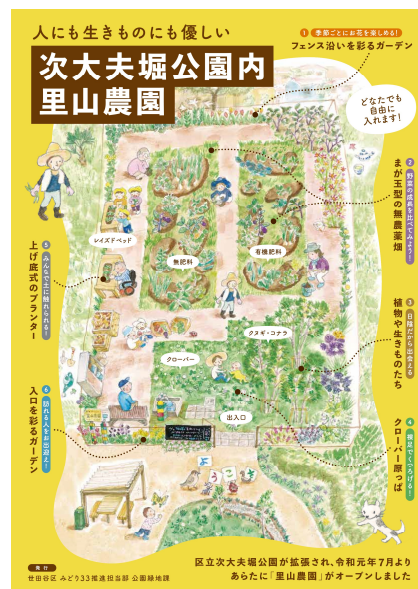 人にも生きものにも優しい
次大夫堀公園内
里山農園
1 季節ごとにお花を楽しめる!
フェンス沿いを彩るガーデン
どなたでも
自由に
入れます!
2 野菜の成長を比べてみよう!
まが玉型の無農薬畑
レイズドベッド
無肥料
有機肥料
5 みんなで土に触れられる!
上げ底式のプランター
3 日陰だから出会える
植物や生きものたち
クヌギ・コナラ
クローバー
出入口
6 訪れる人をお出迎え!
入口を彩るガーデン
4 裸足でくつろげる!
クローバー原っぱ
ようこそ
区立次大夫堀公園が拡張され、令和元年7月より
あらたに「里山農園」がオープンしました
発行
世田谷区 みどり33推進担当部 公園緑地課